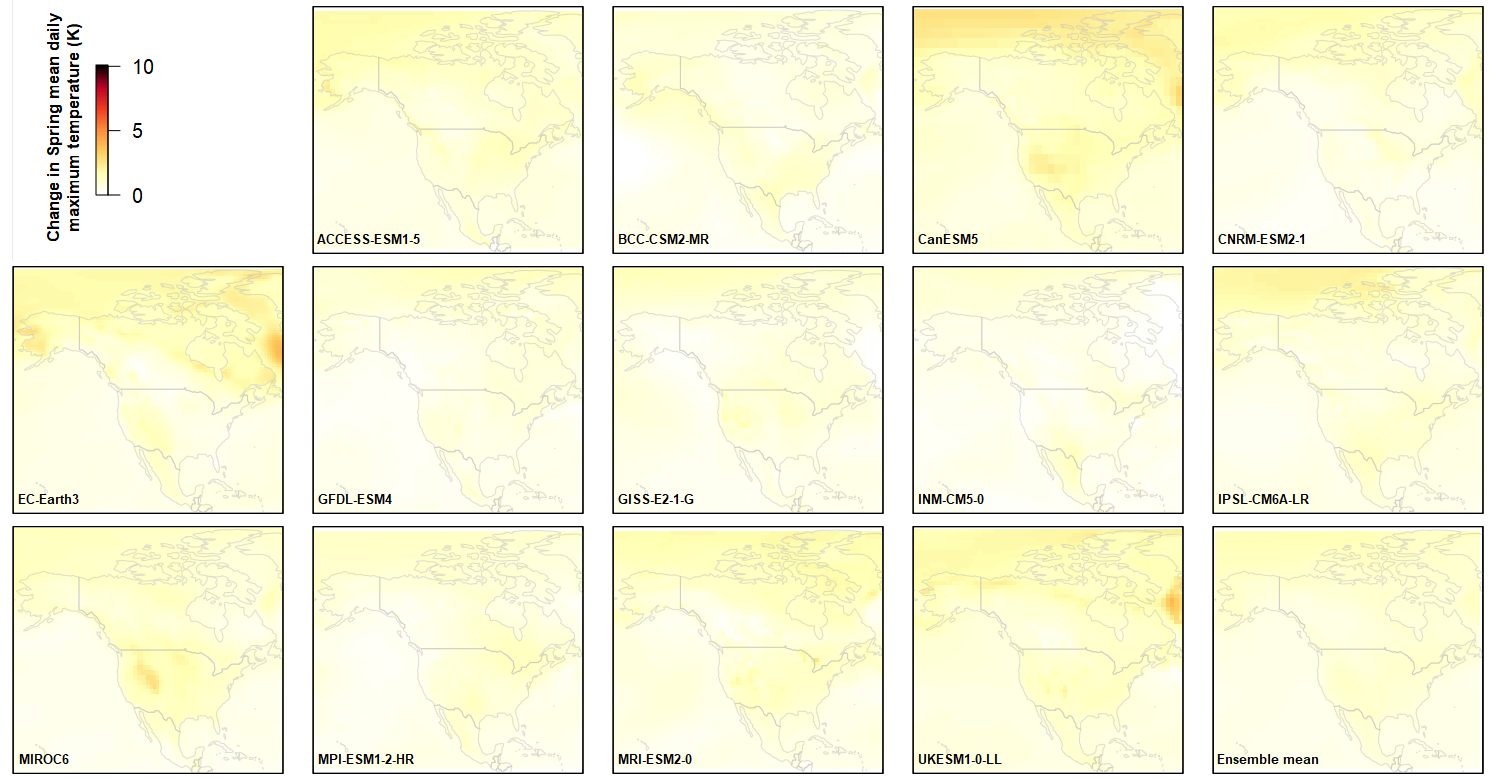 Change in Spring mean daily
maximum temperature (K)
10
5
0
ACCESS-ESM1-5
BCC-CSM2-MR
CanESM5
CNRM-ESM2-1
EC-Earth3
GFDL-ESM4
GISS-E2-1-G
INM-CM5-0
IPSL-CM6A-LR
MIROC6
MPI-ESM1-2-HR
MRI-ESM2-0
UKESM1-0-LL
Ensemble mean